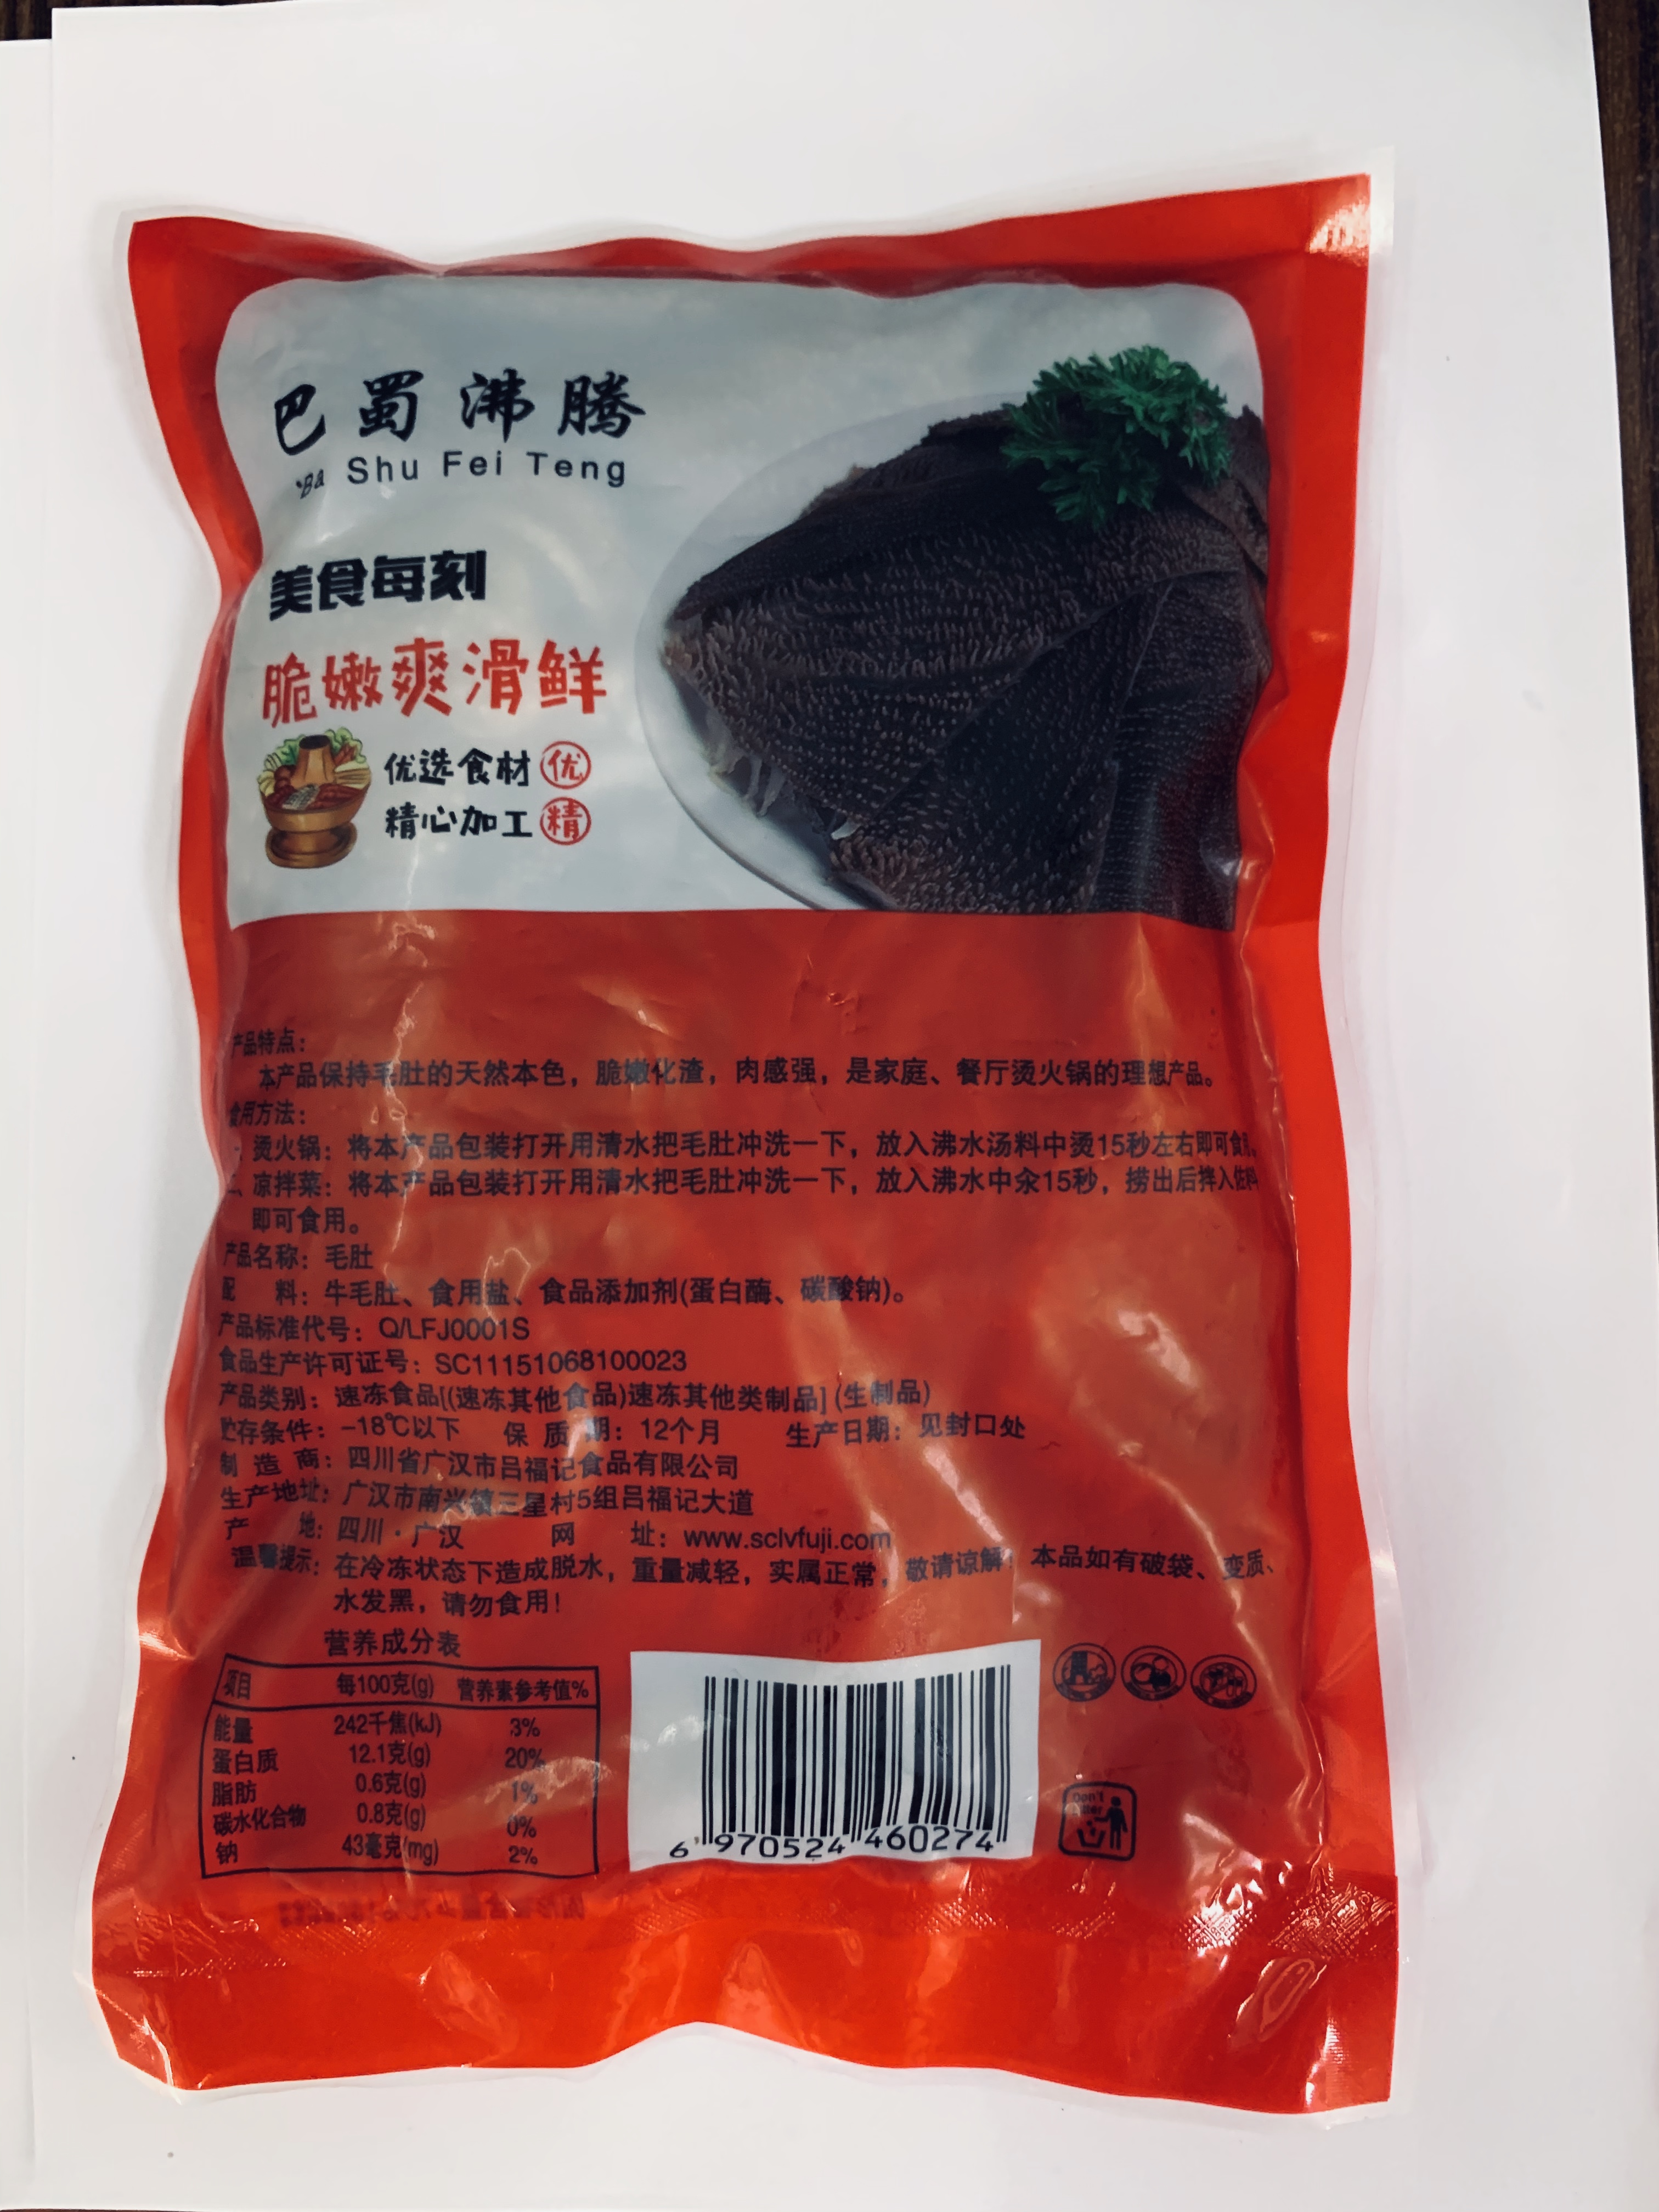 巴蜀沸腾
Ba Shu Fei Teng
美食每刻
脆嫩爽滑鲜
优选食材 优
精心加工 精
产品特点：
本产品保持毛肚的天然本色，脆嫩化渣，肉感强，是家庭、餐厅烫火锅的理想产品。
食用方法：
烫火锅：将本产品包装打开用清水把毛肚冲洗一下，放入沸水汤料中烫15秒左右即可食用
二、凉拌菜：将本产品包装打开用清水把毛肚冲洗一下，放入沸水中氽15秒，捞出后拌入佐料
即可食用。
产品名称：毛肚
配 料：牛毛肚、食用盐、食品添加剂(蛋白酶、碳酸钠)。
产品标准代号：Q/LFJ0001S
食品生产许可证号：SC11151068100023
产品类别：速冻食品[(速冻其他食品)速冻其他类制品] (生制品)
贮存条件：-18℃以下 保 质 期：12个月 生产日期：见封口处
制 造 商：四川省广汉市吕福记食品有限公司
生产地址：广汉市南兴镇三星村5组吕福记大道
产 地：四川·广汉 网 址：www.sclvfuji.com
温馨提示：在冷冻状态下造成脱水，重量减轻，实属正常，敬请谅解！本品如有破袋、变质、
水发黑，请勿食用！
营养成分表
项目 每100克(g) 营养素参考值%
能量 242千焦(kJ) 3%
蛋白质 12.1克(g) 20%
脂肪 0.6克(g) 1%
碳水化合物 0.8克(g) 0%
钠 43毫克(mg) 2%
6 970524 460274
Don't
litter